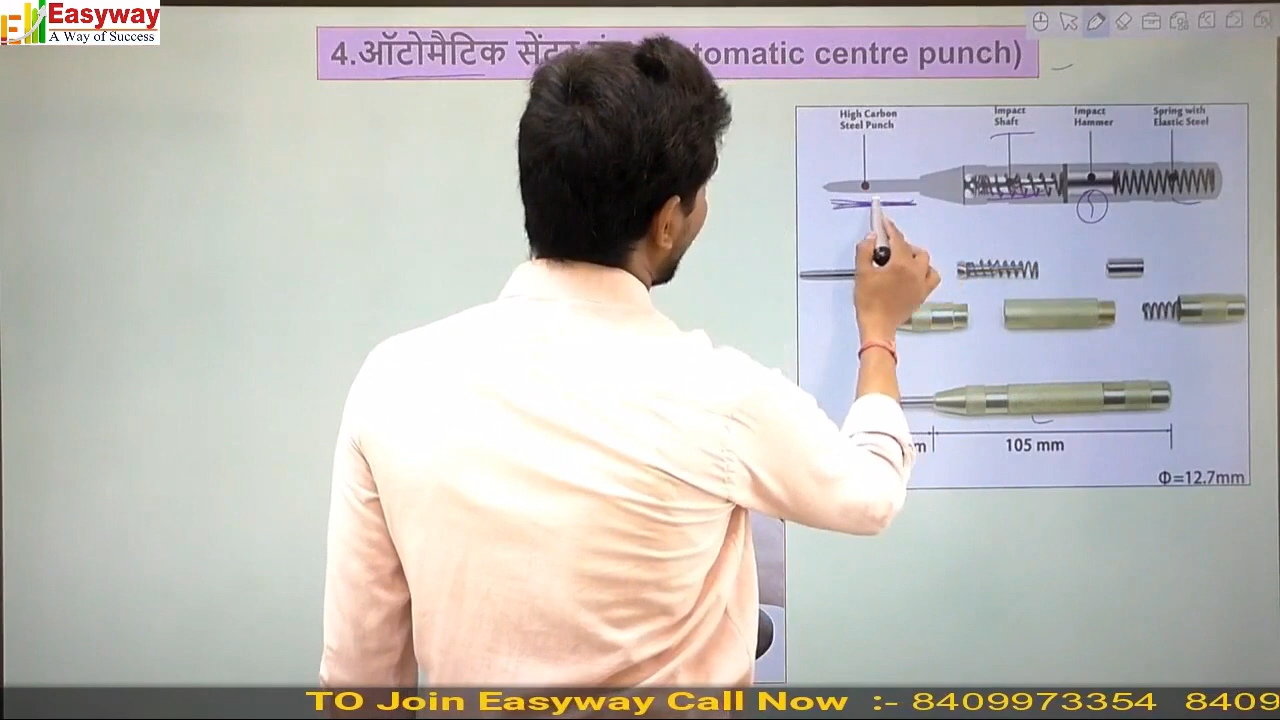 Easyway
A Way of Success
4.ऑटोमैटिक सेंटर centre punch)
High Carbon
Steel Punch
Impact
Shaft
Impact
Hammer
Spring with
Elastic Steel
105 mm
Φ=12.7mm
TO Join Easyway Call Now :- 8409973354 8409